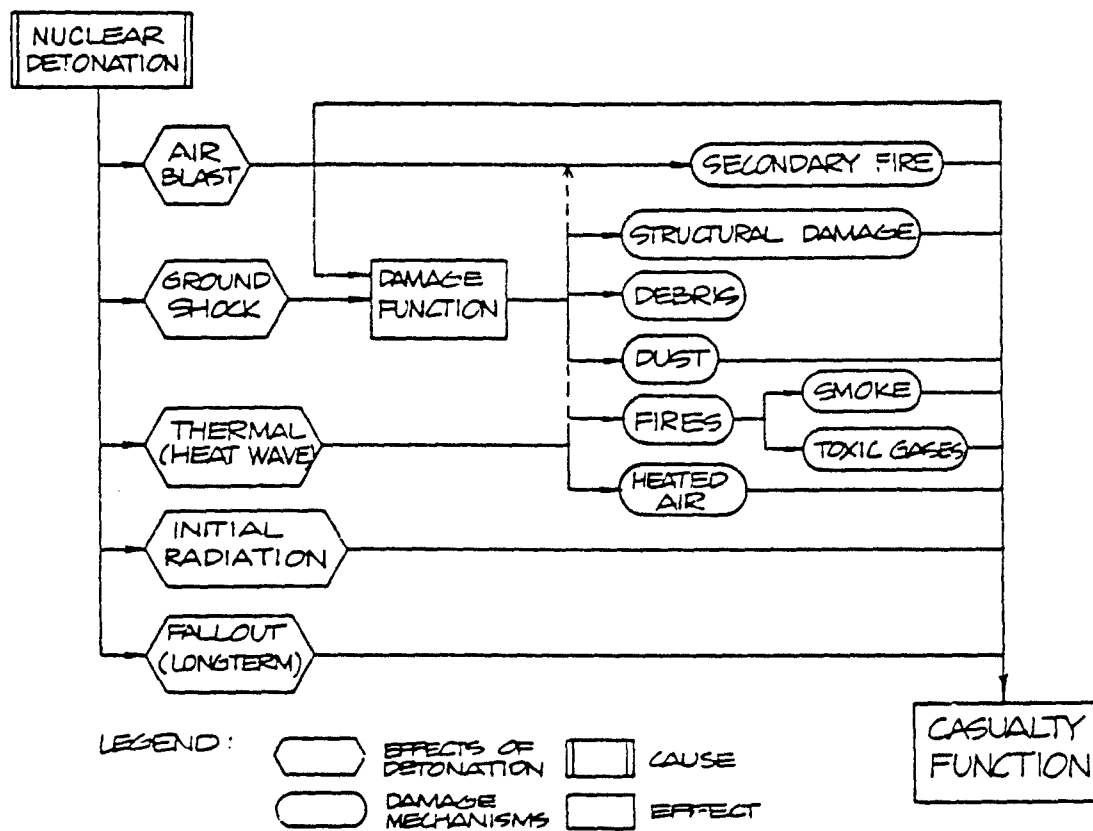 NUCLEAR
DETONATION
AIR
BLAST
SECONDARY FIRE
STRUCTURAL DAMAGE
GROUND
SHOCK
DAMAGE
FUNCTION
DEBRIS
DUST
SMOKE
FIRES
THERMAL
(HEAT WAVE)
TOXIC GASES
HEATED
AIR
INITIAL
RADIATION
FALLOUT
(LONGTERM)
CASUALTY
FUNCTION
LEGEND:
EFFECTS OF
DETONATION
CAUSE
DAMAGE
MECHANISMS
EFFECT